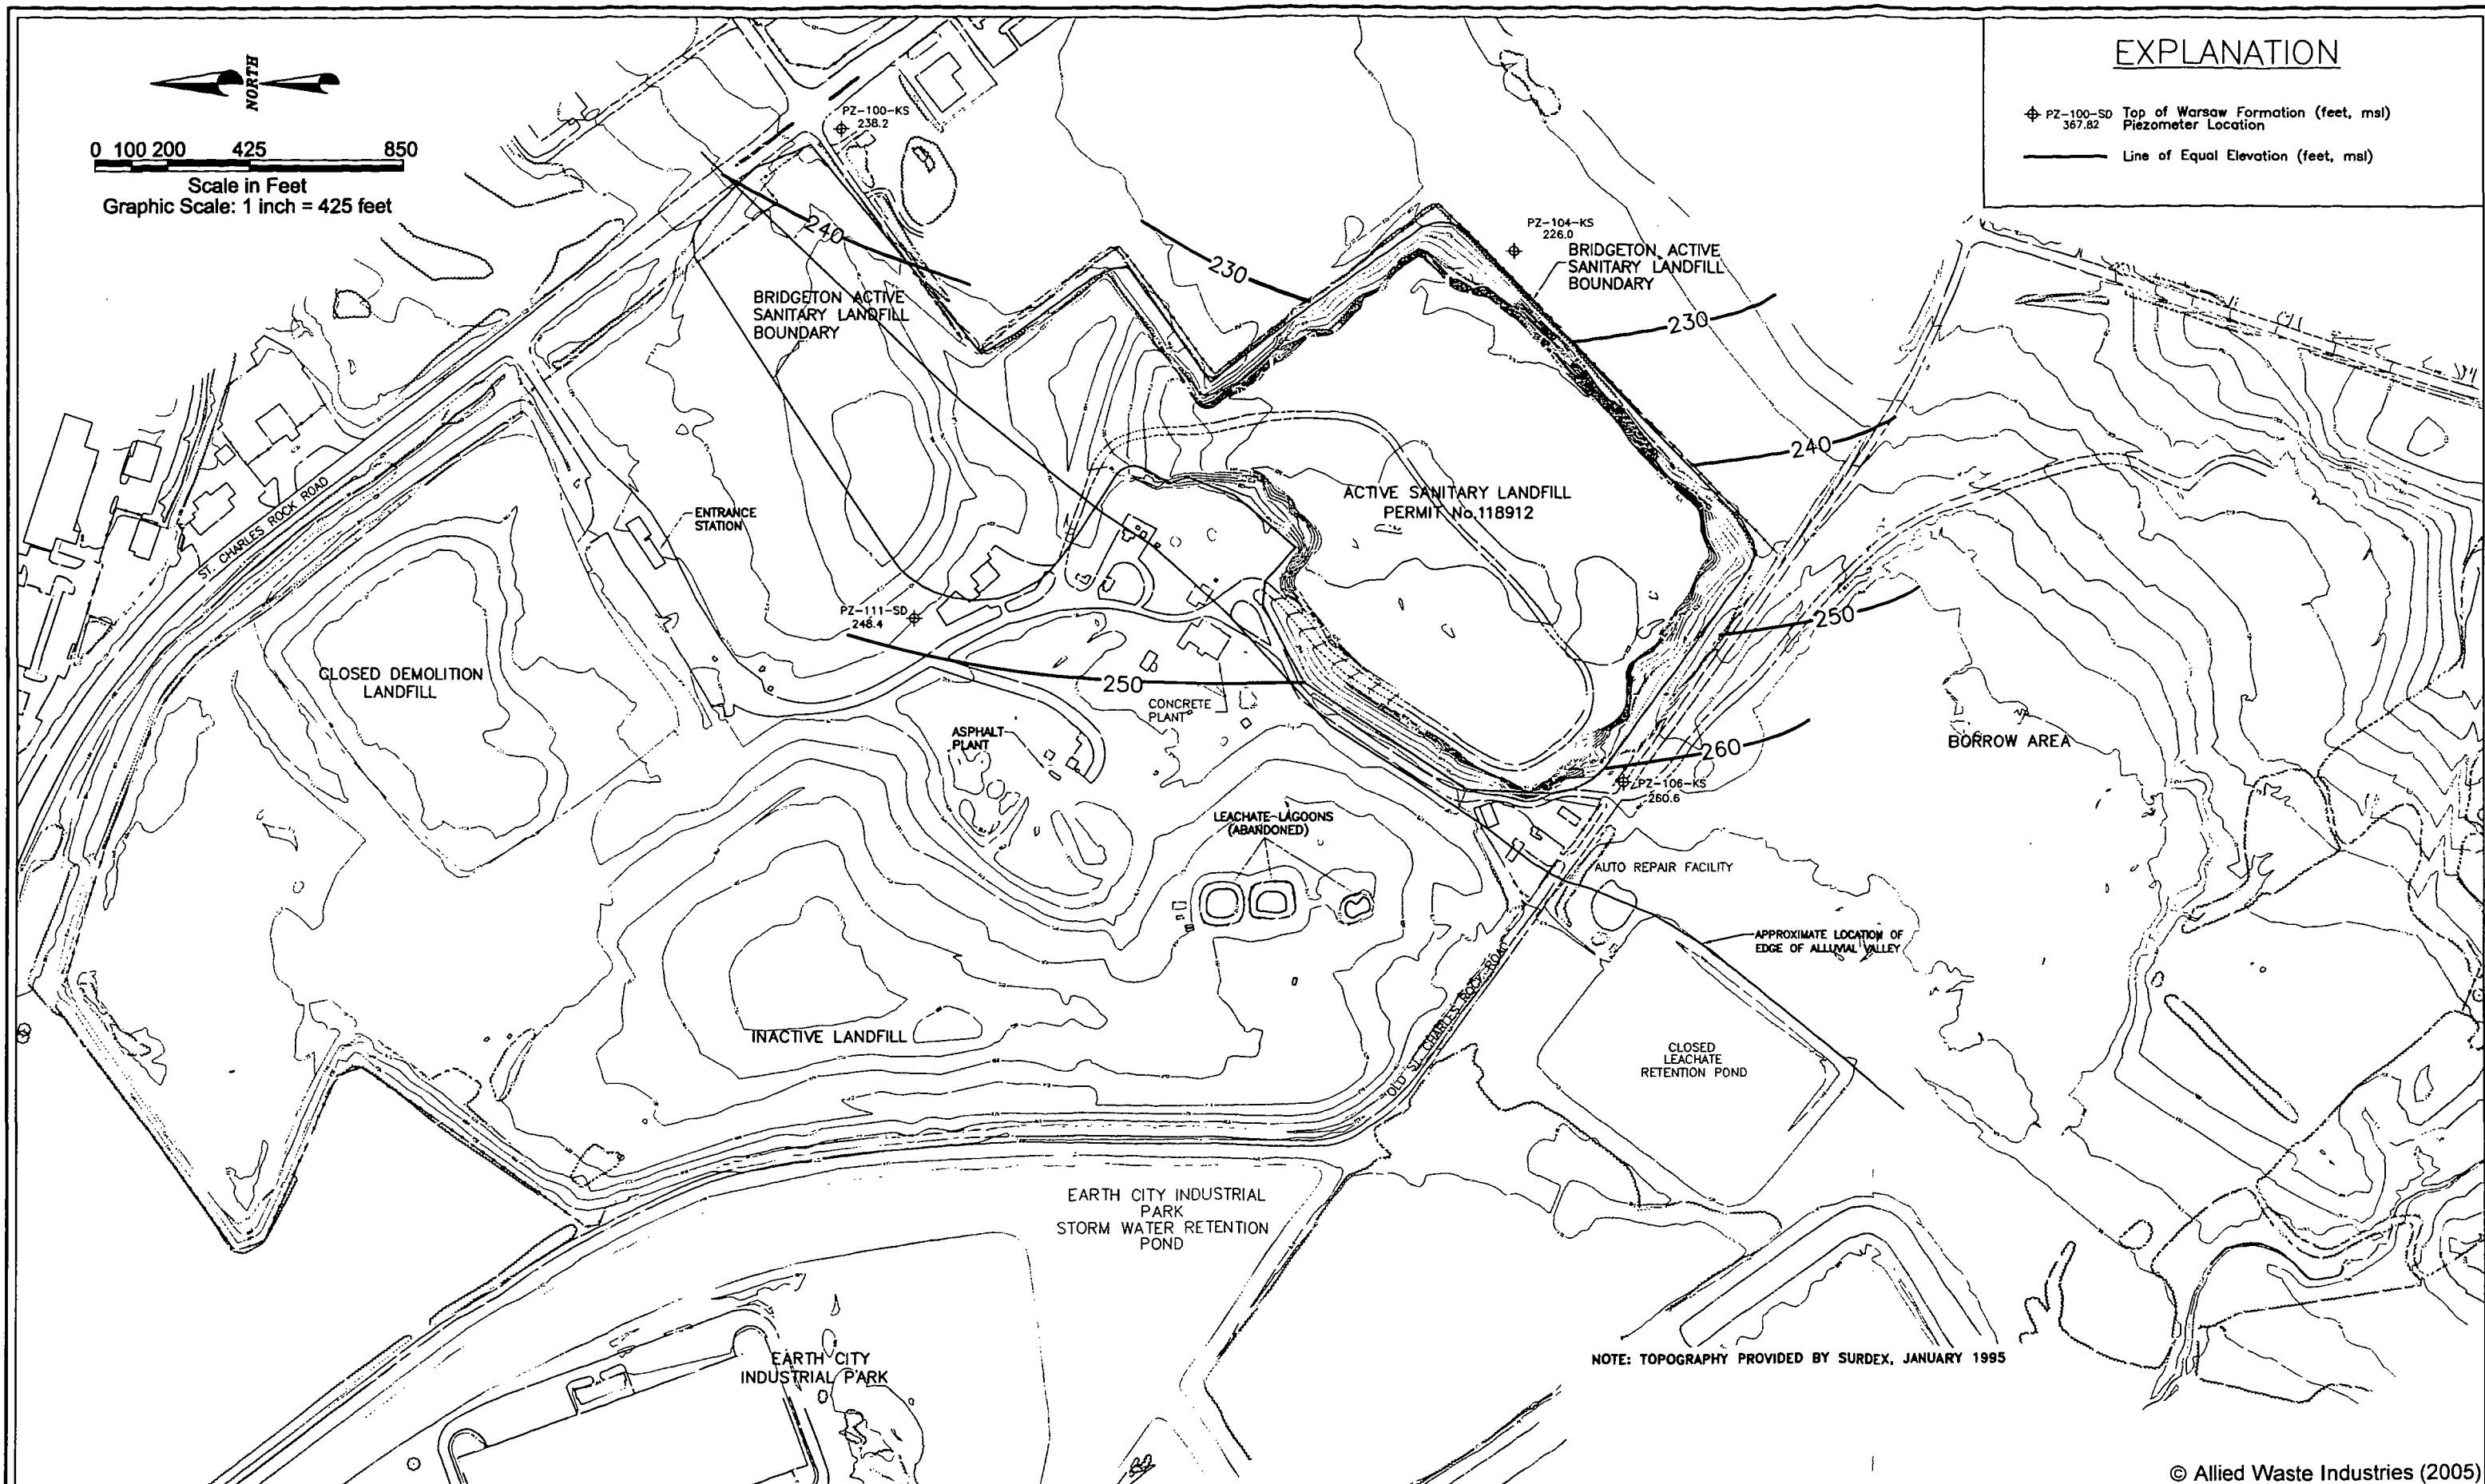 EXPLANATION
PZ-100-SD Top of Warsaw Formation (feet, msl)
367.82 Piezometer Location
Line of Equal Elevation (feet, msl)
NORTH
0 100 200 425 850
Scale in Feet
Graphic Scale: 1 inch = 425 feet
PZ-100-KS
238.2
240
230
PZ-104-KS
226.0
BRIDGETON ACTIVE
SANITARY LANDFILL
BOUNDARY
BRIDGETON ACTIVE
SANITARY LANDFILL
BOUNDARY
230
240
ST. CHARLES ROCK ROAD
ENTRANCE
STATION
ACTIVE SANITARY LANDFILL
PERMIT No.118912
PZ-111-SD
248.4
250
250
CLOSED DEMOLITION
LANDFILL
CONCRETE
PLANT
ASPHALT
PLANT
260
BORROW AREA
PZ-106-KS
260.6
LEACHATE LAGOONS
(ABANDONED)
AUTO REPAIR FACILITY
APPROXIMATE LOCATION OF
EDGE OF ALLUVIAL VALLEY
OLD ST. CHARLES ROCK ROAD
INACTIVE LANDFILL
CLOSED
LEACHATE
RETENTION POND
EARTH CITY INDUSTRIAL
PARK
STORM WATER RETENTION
POND
EARTH CITY
INDUSTRIAL PARK
NOTE: TOPOGRAPHY PROVIDED BY SURDEX, JANUARY 1995
© Allied Waste Industries (2005)